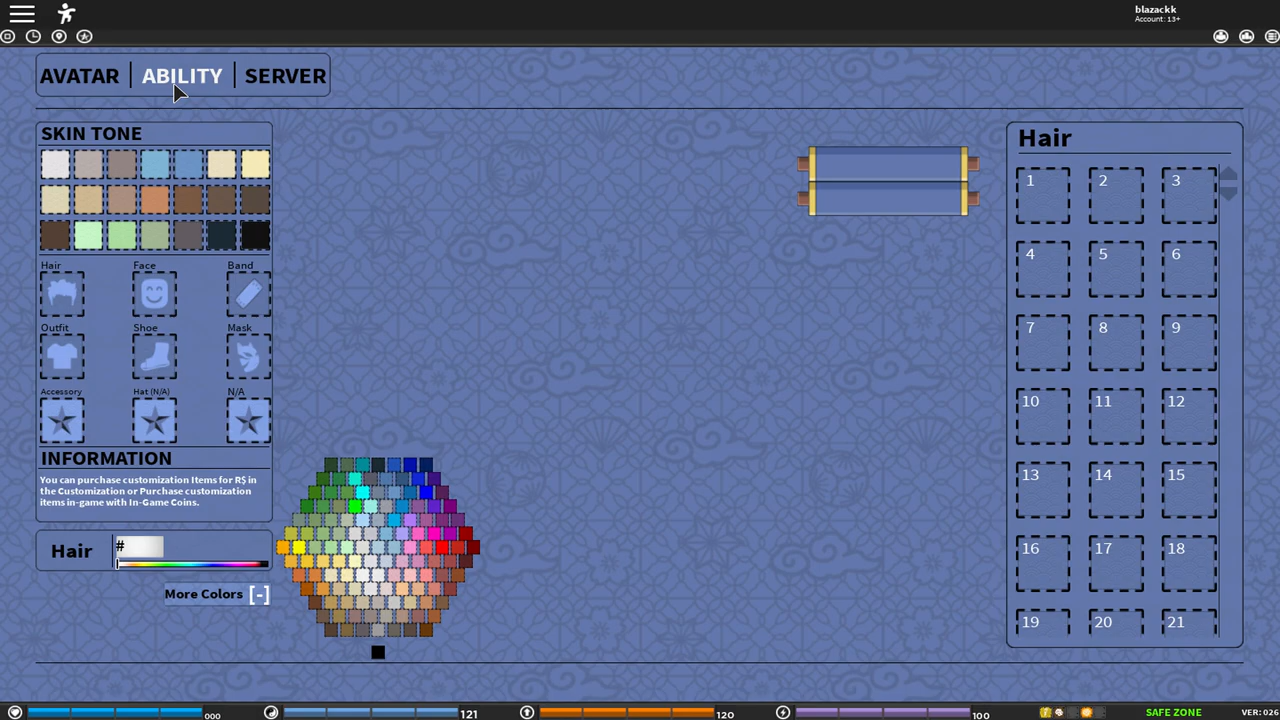 blazackk
Account: 13+
AVATAR | ABILITY | SERVER
SKIN TONE
Hair
Face
Band
Outfit
Shoe
Mask
Accessory
Hat (N/A)
N/A
INFORMATION
You can purchase customization Items for R$ in
the Customization or Purchase customization
items in-game with In-Game Coins.
Hair
#
More Colors [-]
Hair
1 2 3
4 5 6
7 8 9
10 11 12
13 14 15
16 17 18
19 20 21
000
121
120
100
SAFE ZONE
VER: 026